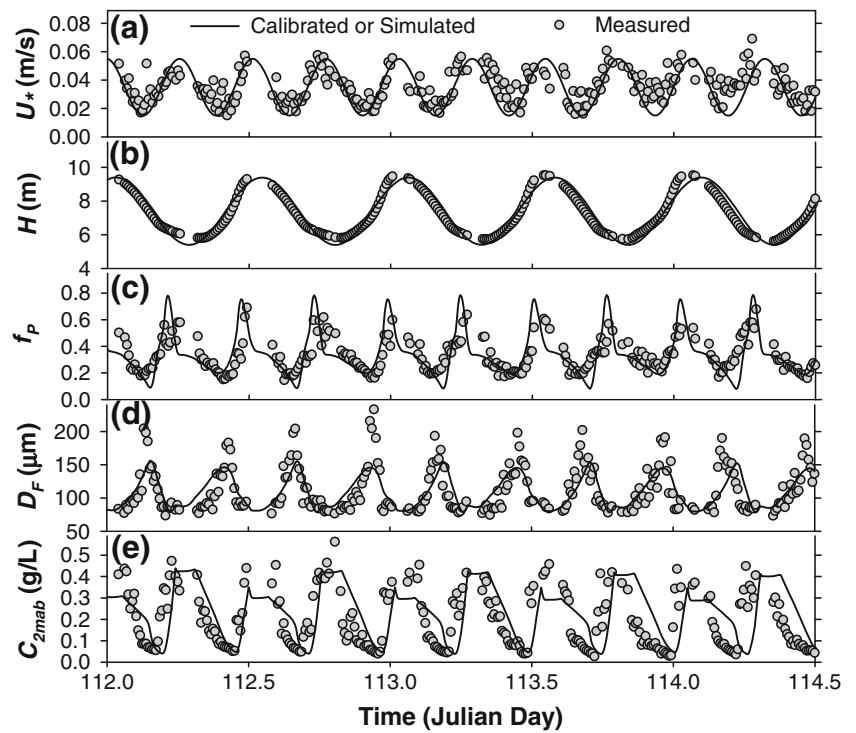 (a)
Calibrated or Simulated
Measured
U* (m/s)
0.08
0.06
0.04
0.02
0.00
(b)
H (m)
10
8
6
4
(c)
fP
0.8
0.6
0.4
0.2
0.0
(d)
DF (μm)
200
150
100
50
(e)
C2mab (g/L)
0.5
0.4
0.3
0.2
0.1
0.0
112.0 112.5 113.0 113.5 114.0 114.5
Time (Julian Day)